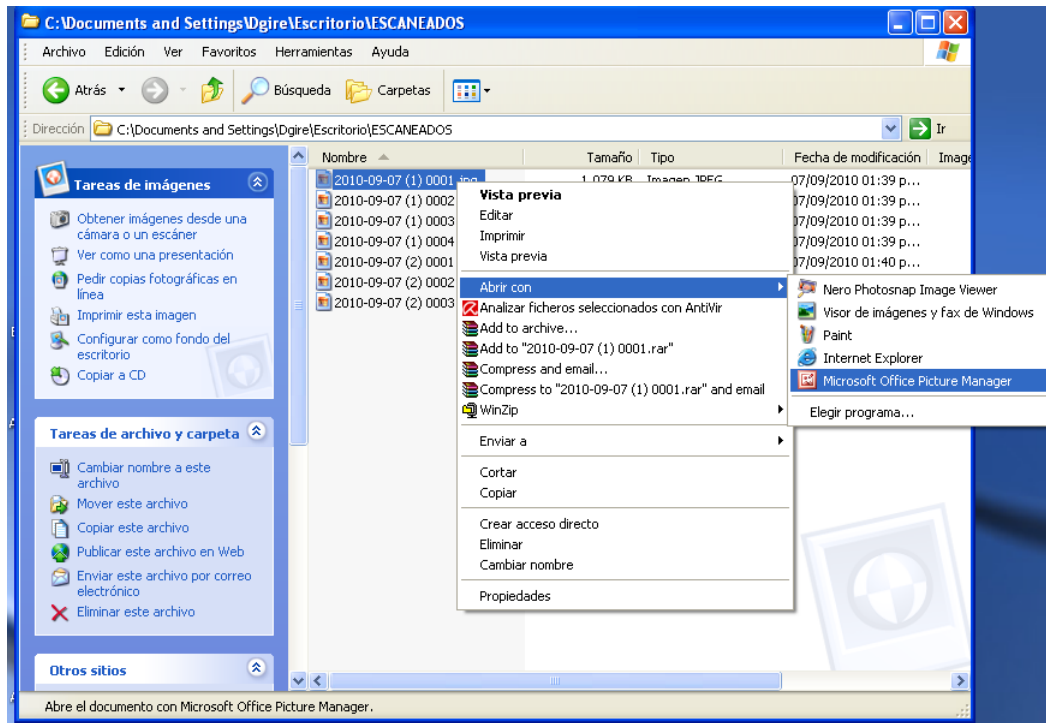 C:\Documents and Settings\Dgire\Escritorio\ESCANEADOS
Archivo Edición Ver Favoritos Herramientas Ayuda
Atrás Búsqueda Carpetas
Dirección C:\Documents and Settings\Dgire\Escritorio\ESCANEADOS Ir
Tareas de imágenes
Obtener imágenes desde una
cámara o un escáner
Ver como una presentación
Pedir copias fotográficas en
línea
Imprimir esta imagen
Configurar como fondo del
escritorio
Copiar a CD
Tareas de archivo y carpeta
Cambiar nombre a este
archivo
Mover este archivo
Copiar este archivo
Publicar este archivo en Web
Enviar este archivo por correo
electrónico
Eliminar este archivo
Otros sitios
Nombre Tamaño Tipo Fecha de modificación Image
2010-09-07 (1) 0001.jpg 1.079 KB Imagen JPEG 07/09/2010 01:39 p...
2010-09-07 (1) 0002 07/09/2010 01:39 p...
2010-09-07 (1) 0003 07/09/2010 01:39 p...
2010-09-07 (1) 0004 07/09/2010 01:39 p...
2010-09-07 (2) 0001 07/09/2010 01:40 p...
2010-09-07 (2) 0002
2010-09-07 (2) 0003
Vista previa
Editar
Imprimir
Vista previa
Abrir con
Analizar ficheros seleccionados con AntiVir
Add to archive...
Add to "2010-09-07 (1) 0001.rar"
Compress and email...
Compress to "2010-09-07 (1) 0001.rar" and email
WinZip
Enviar a
Cortar
Copiar
Crear acceso directo
Eliminar
Cambiar nombre
Propiedades
Nero Photosnap Image Viewer
Visor de imágenes y fax de Windows
Paint
Internet Explorer
Microsoft Office Picture Manager
Elegir programa...
Abre el documento con Microsoft Office Picture Manager.